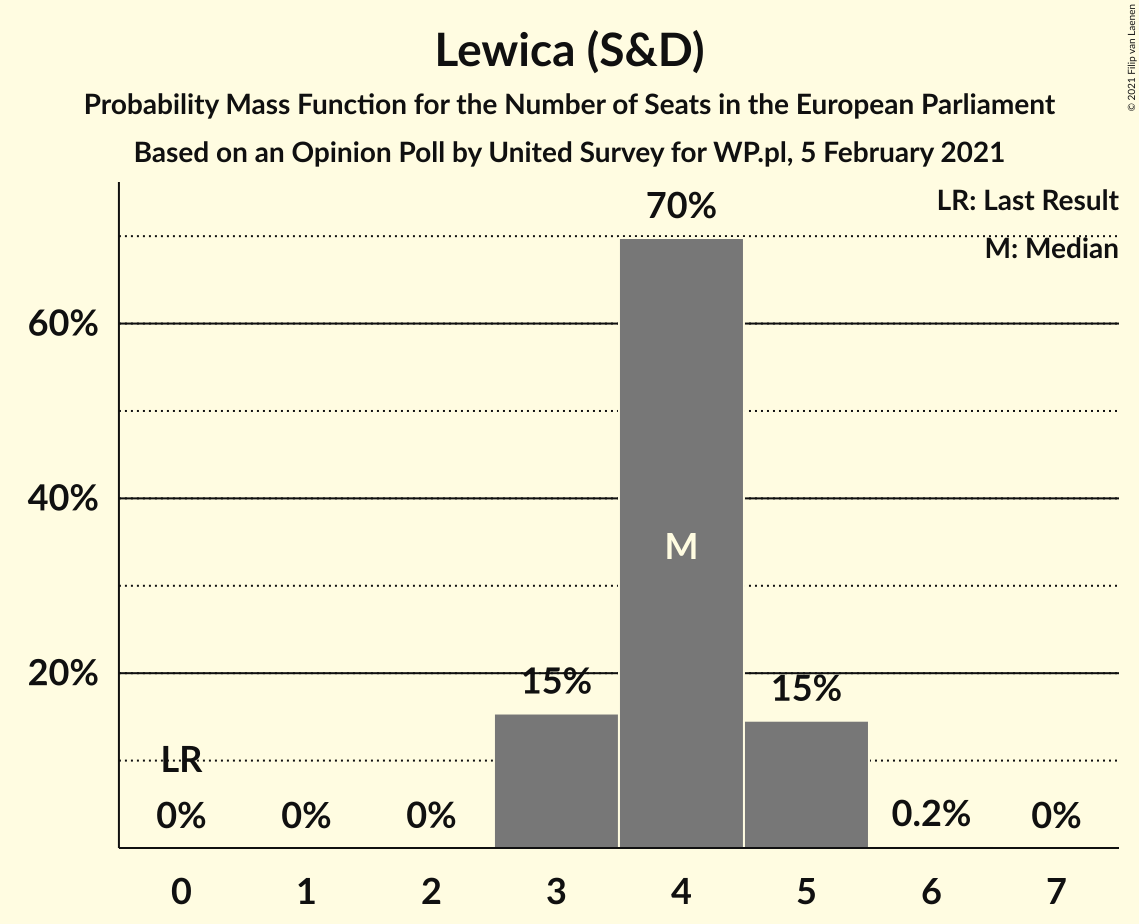 Lewica (S&D)
Probability Mass Function for the Number of Seats in the European Parliament
Based on an Opinion Poll by United Survey for WP.pl, 5 February 2021
© 2021 Filip van Laenen
LR: Last Result
M: Median
70%
60%
40%
20%
M
15%
15%
LR
0%
0%
0%
0.2%
0%
0
1
2
3
4
5
6
7